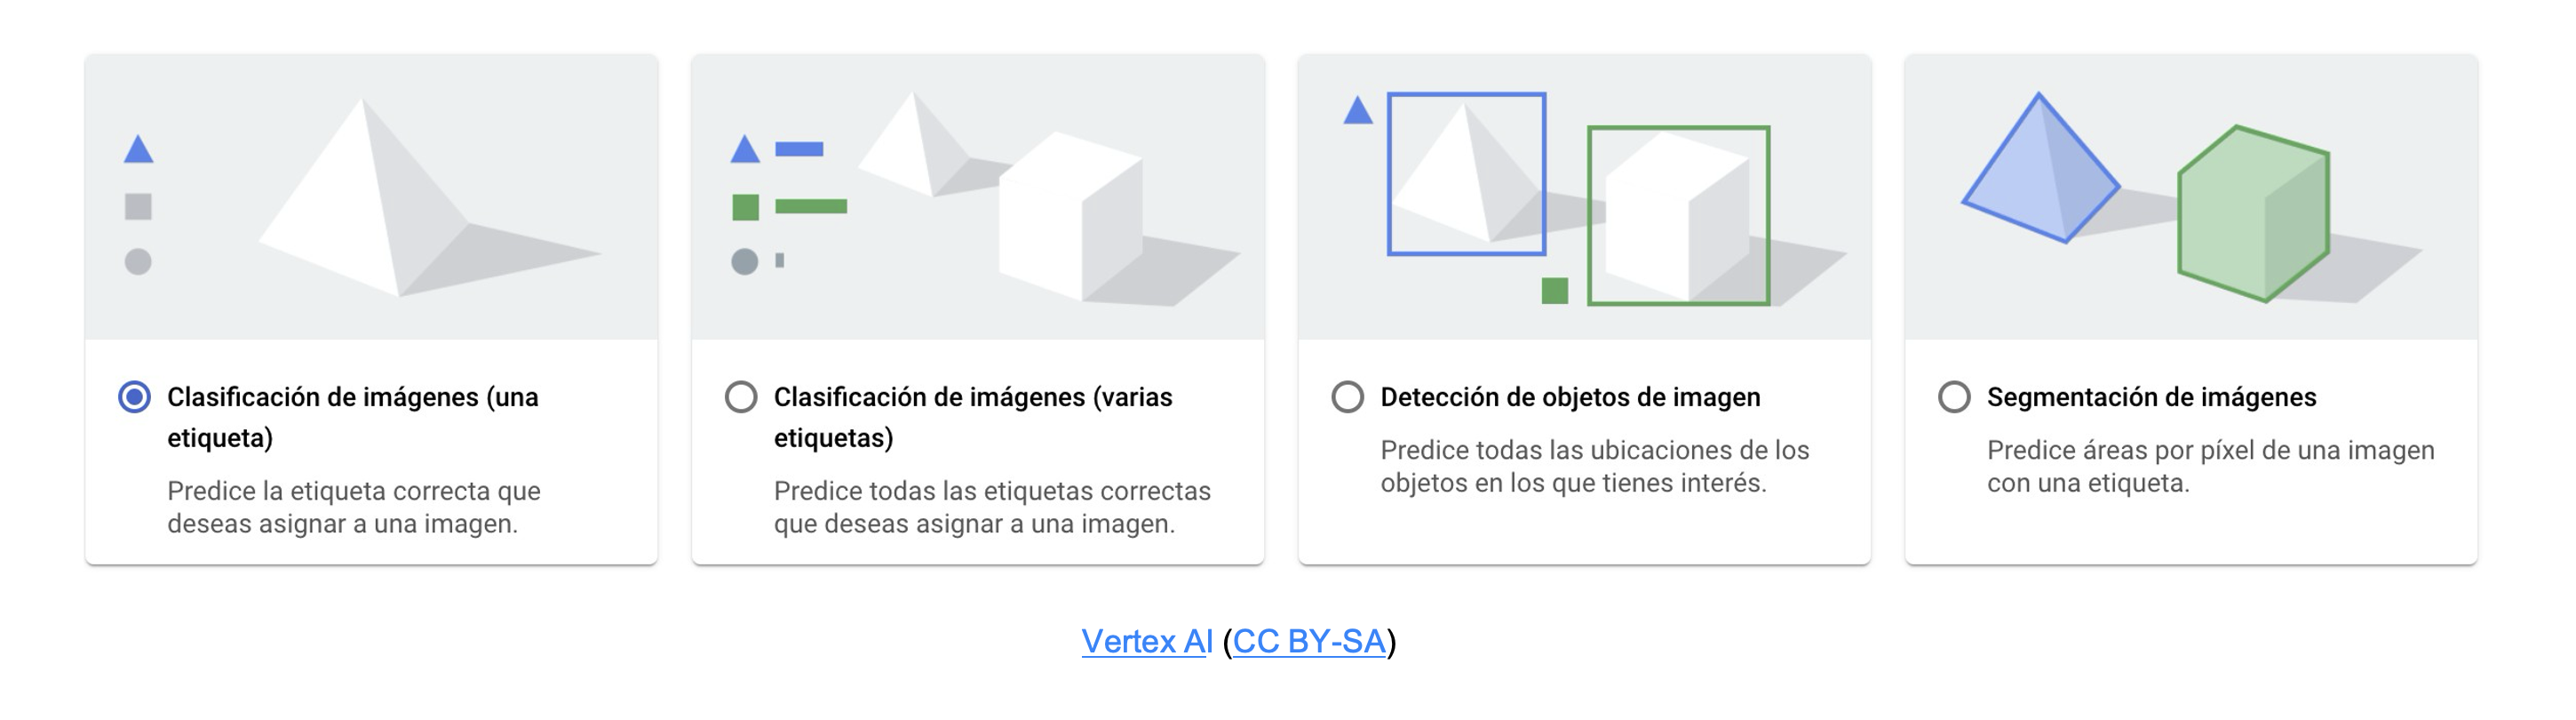 Clasificación de imágenes (una
etiqueta)
Predice la etiqueta correcta que
deseas asignar a una imagen.
Clasificación de imágenes (varias
etiquetas)
Predice todas las etiquetas correctas
que deseas asignar a una imagen.
Detección de objetos de imagen
Predice todas las ubicaciones de los
objetos en los que tienes interés.
Segmentación de imágenes
Predice áreas por píxel de una imagen
con una etiqueta.
Vertex AI (CC BY-SA)